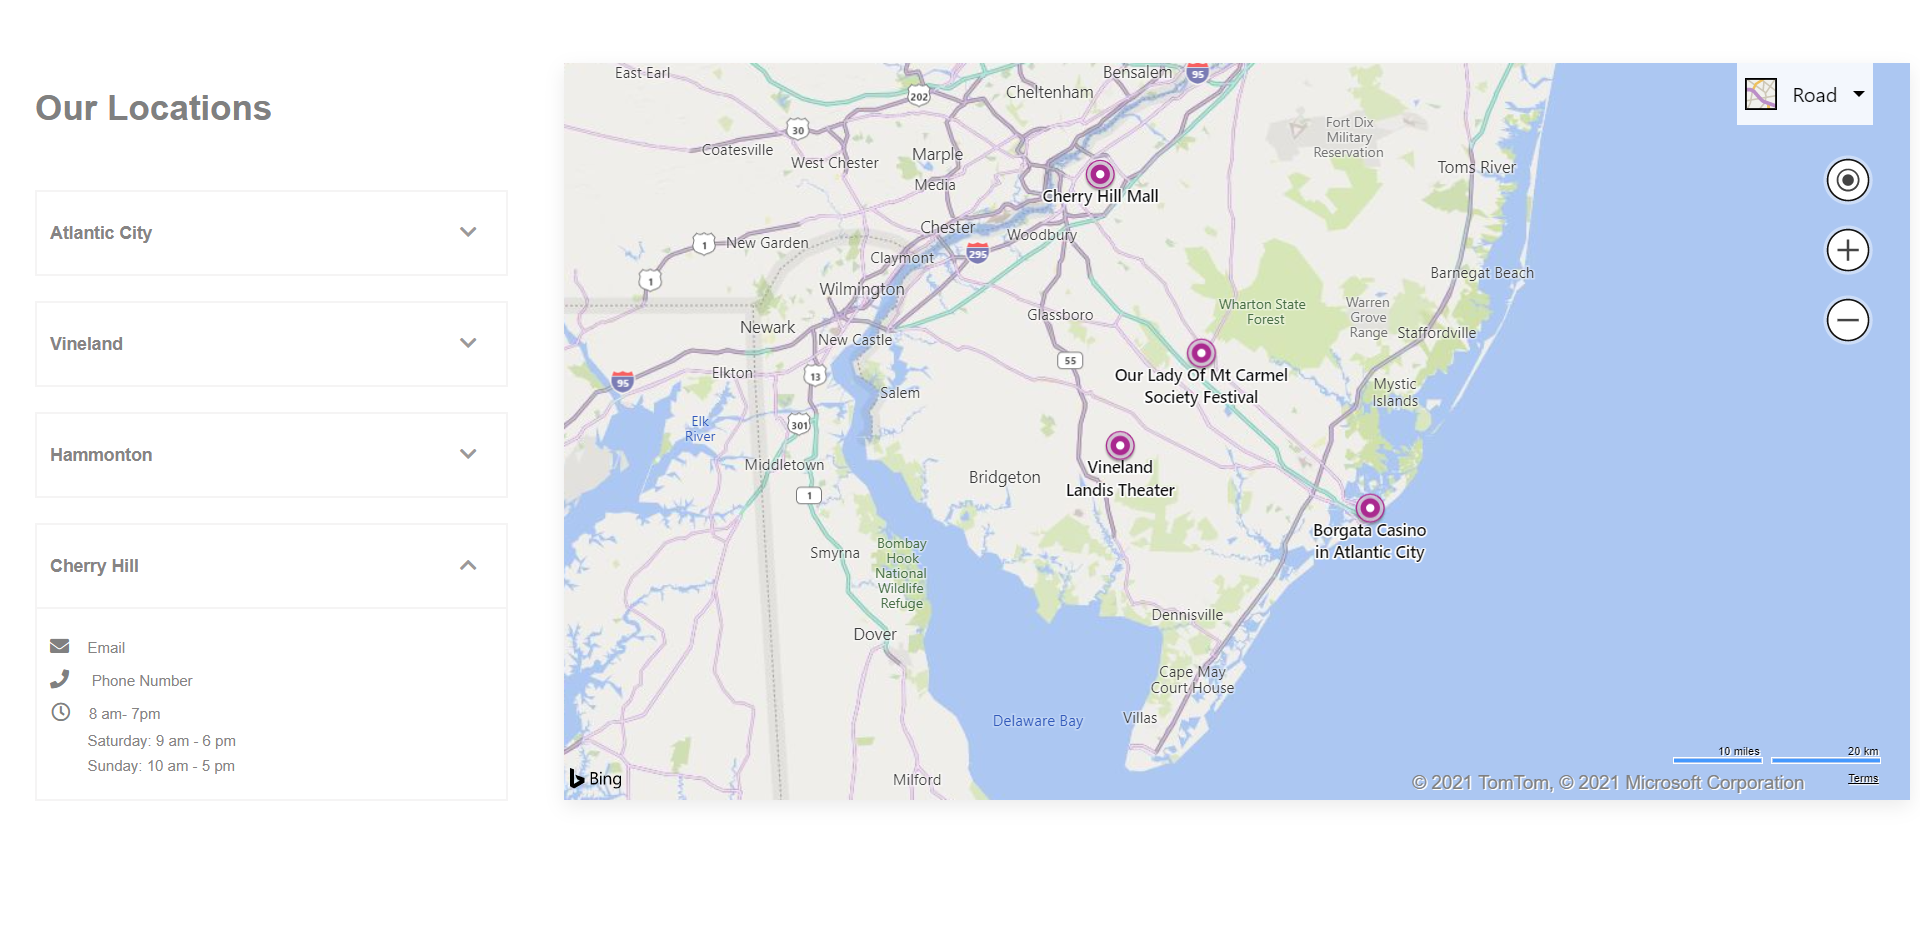 Our Locations
Atlantic City
Vineland
Hammonton
Cherry Hill
Email
Phone Number
8 am- 7pm
Saturday: 9 am - 6 pm
Sunday: 10 am - 5 pm
East Earl
Bensalem
95
Road
202
Cheltenham
30
Fort Dix
Military
Reservation
Coatesville
West Chester
Marple
Media
Toms River
Cherry Hill Mall
Chester
Woodbury
1
New Garden
295
Claymont
1
Barnegat Beach
Wilmington
Wharton State
Forest
Warren
Grove
Range
Glassboro
Newark
New Castle
Staffordville
55
Elkton
13
95
Our Lady Of Mt Carmel
Society Festival
Mystic
Islands
Salem
Elk
River
301
Middletown
Vineland
Landis Theater
Bridgeton
1
Borgata Casino
in Atlantic City
Smyrna
Bombay
Hook
National
Wildlife
Refuge
Dennisville
Dover
Cape May
Court House
Delaware Bay
Villas
10 miles
20 km
Bing
Milford
© 2021 TomTom, © 2021 Microsoft Corporation
Terms